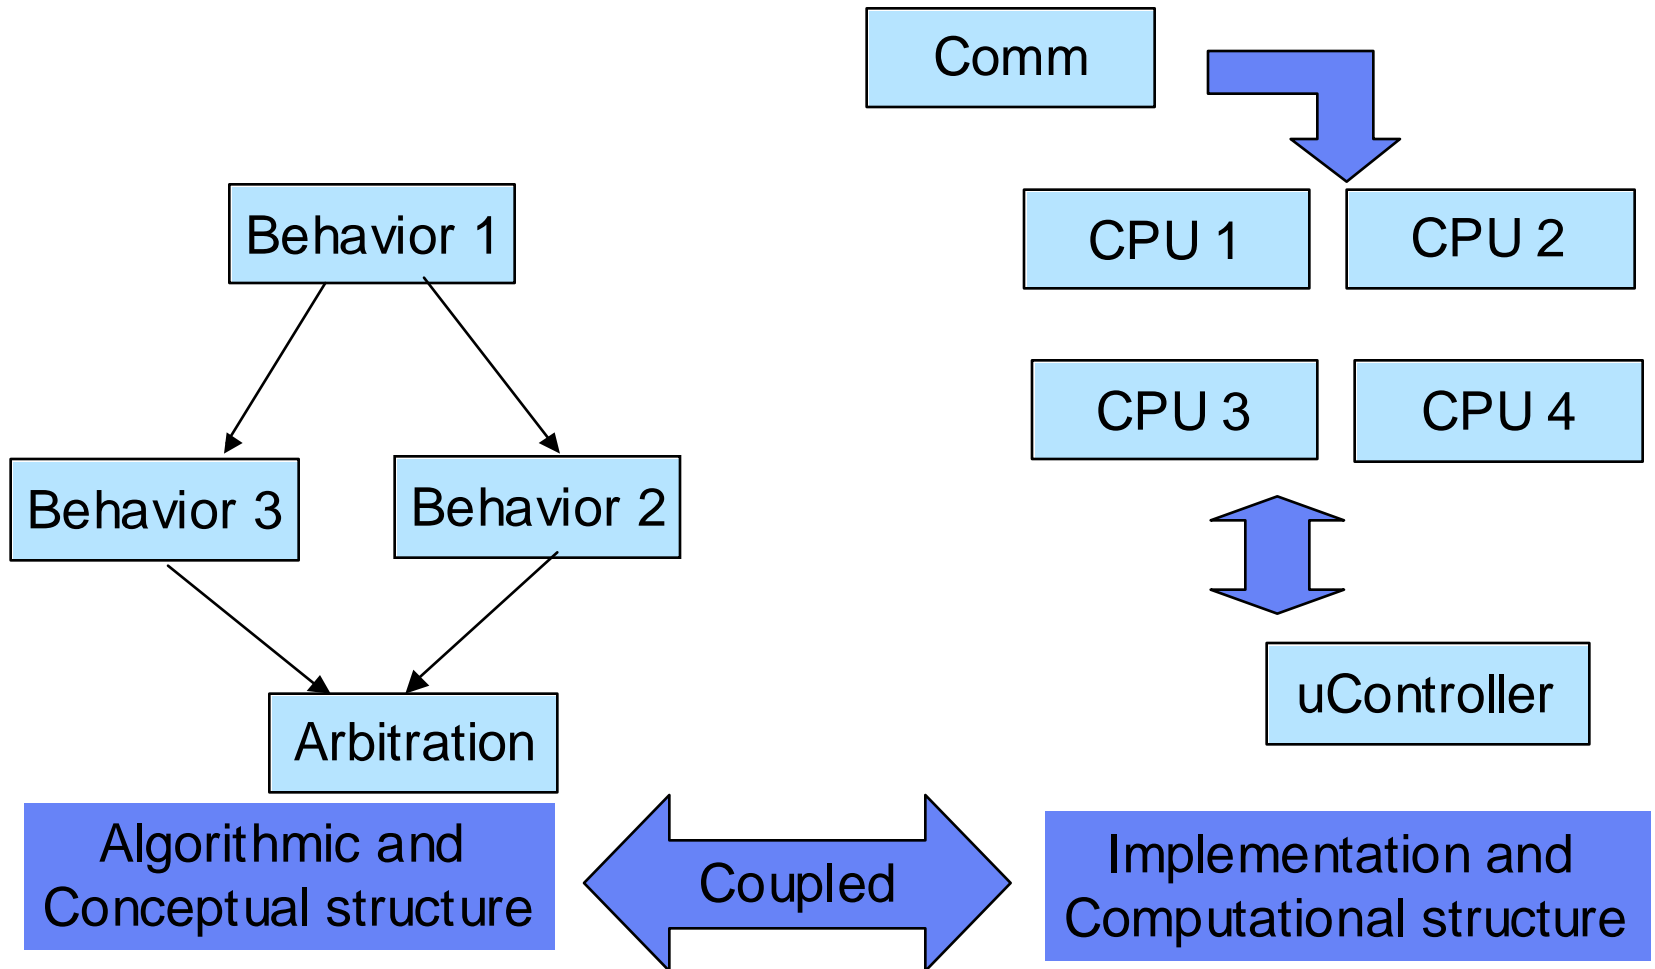 Comm
Behavior 1
CPU 1
CPU 2
CPU 3
CPU 4
Behavior 3
Behavior 2
uController
Arbitration
Algorithmic and
Conceptual structure
Coupled
Implementation and
Computational structure